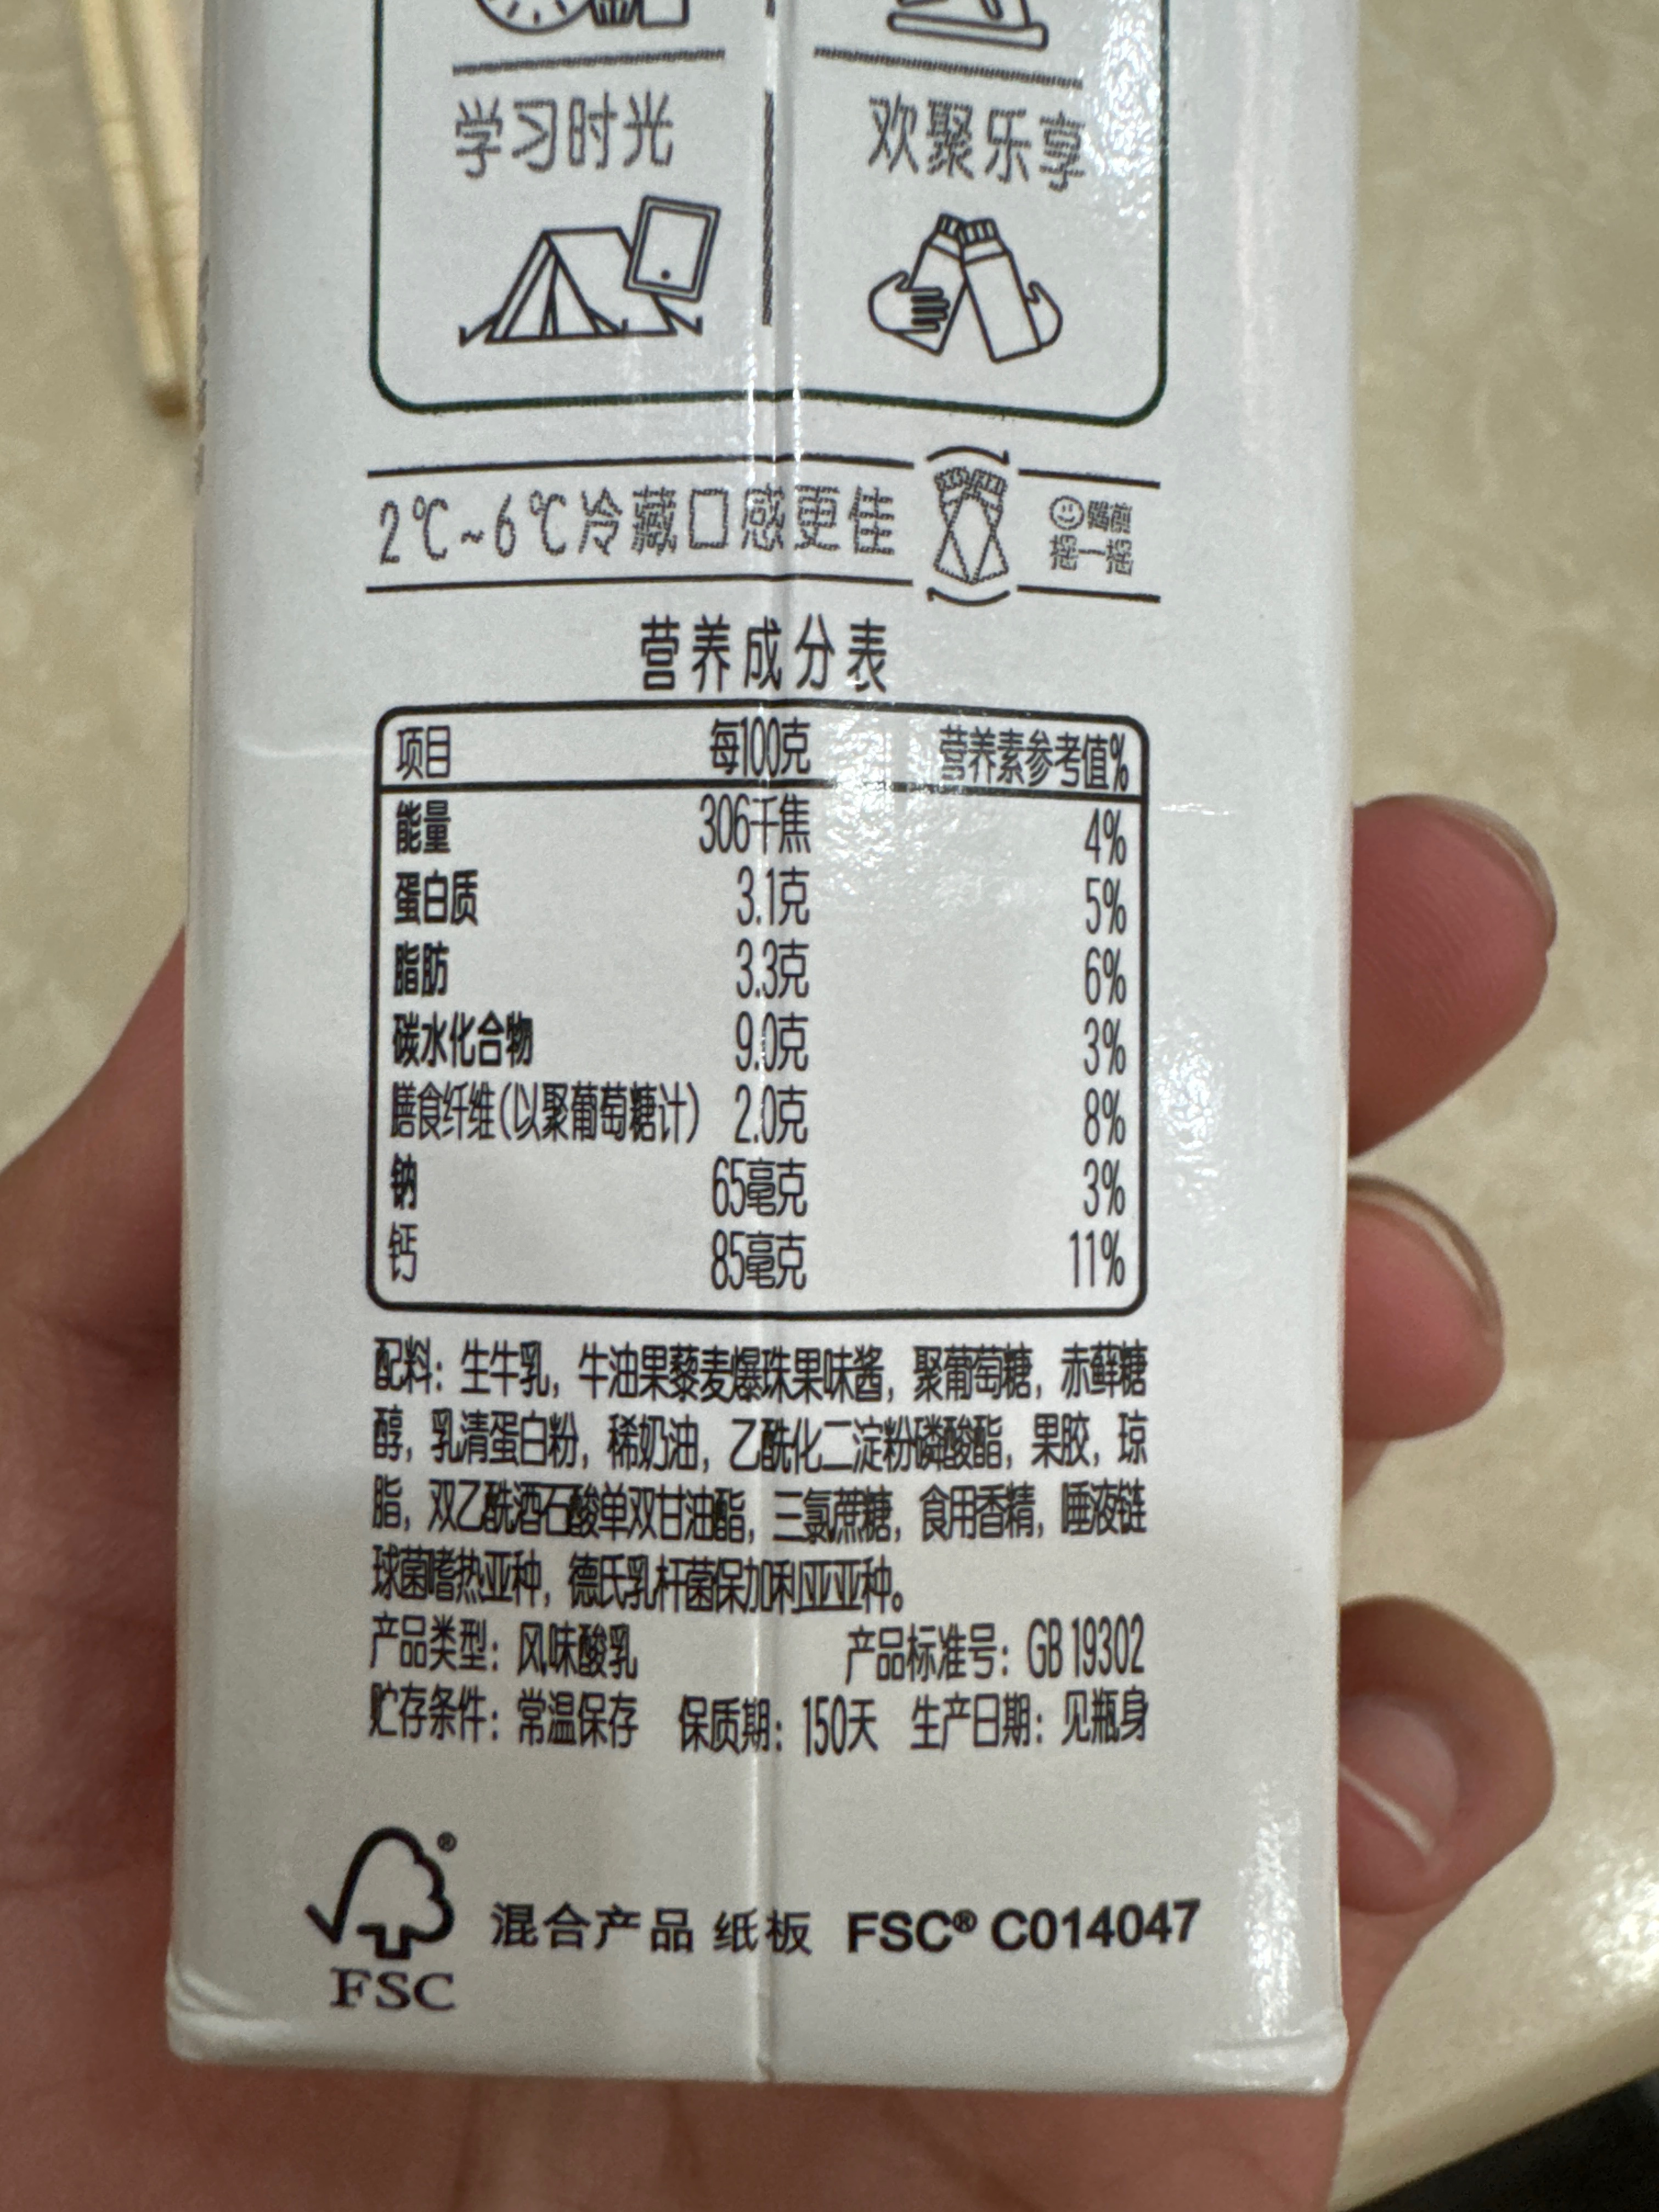 学习时光
欢聚乐享
2℃~6℃冷藏口感更佳
喝前
摇一摇
营养成分表
项目 每100克 营养素参考值%
能量 306千焦 4%
蛋白质 3.1克 5%
脂肪 3.3克 6%
碳水化合物 9.0克 3%
膳食纤维(以聚葡萄糖计) 2.0克 8%
钠 65毫克 3%
钙 85毫克 11%
配料：生牛乳，牛油果藜麦爆珠果味酱，聚葡萄糖，赤藓糖
醇，乳清蛋白粉，稀奶油，乙酰化二淀粉磷酸酯，果胶，琼
脂，双乙酰酒石酸单双甘油酯，三氯蔗糖，食用香精，唾液链
球菌嗜热亚种，德氏乳杆菌保加利亚亚种。
产品类型：风味酸乳 产品标准号：GB 19302
贮存条件：常温保存 保质期：150天 生产日期：见瓶身
®
FSC
混合产品 纸板 FSC® C014047